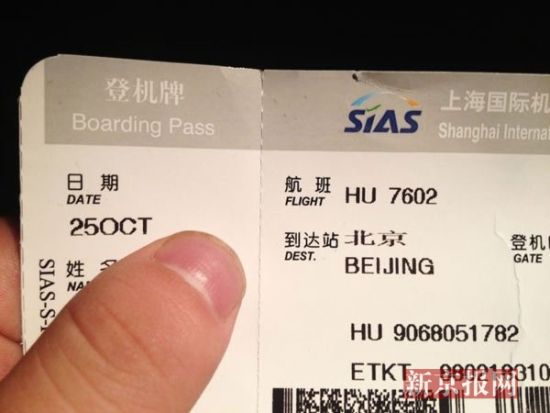 登机牌
Boarding Pass
SIAS
上海国际机
Shanghai Internat
日期
DATE
25OCT
航班
FLIGHT
HU 7602
到达站
DEST.
北京
BEIJING
登机
GATE
姓
SIAS-S-
HU 9068051782
ETKT
新京报网